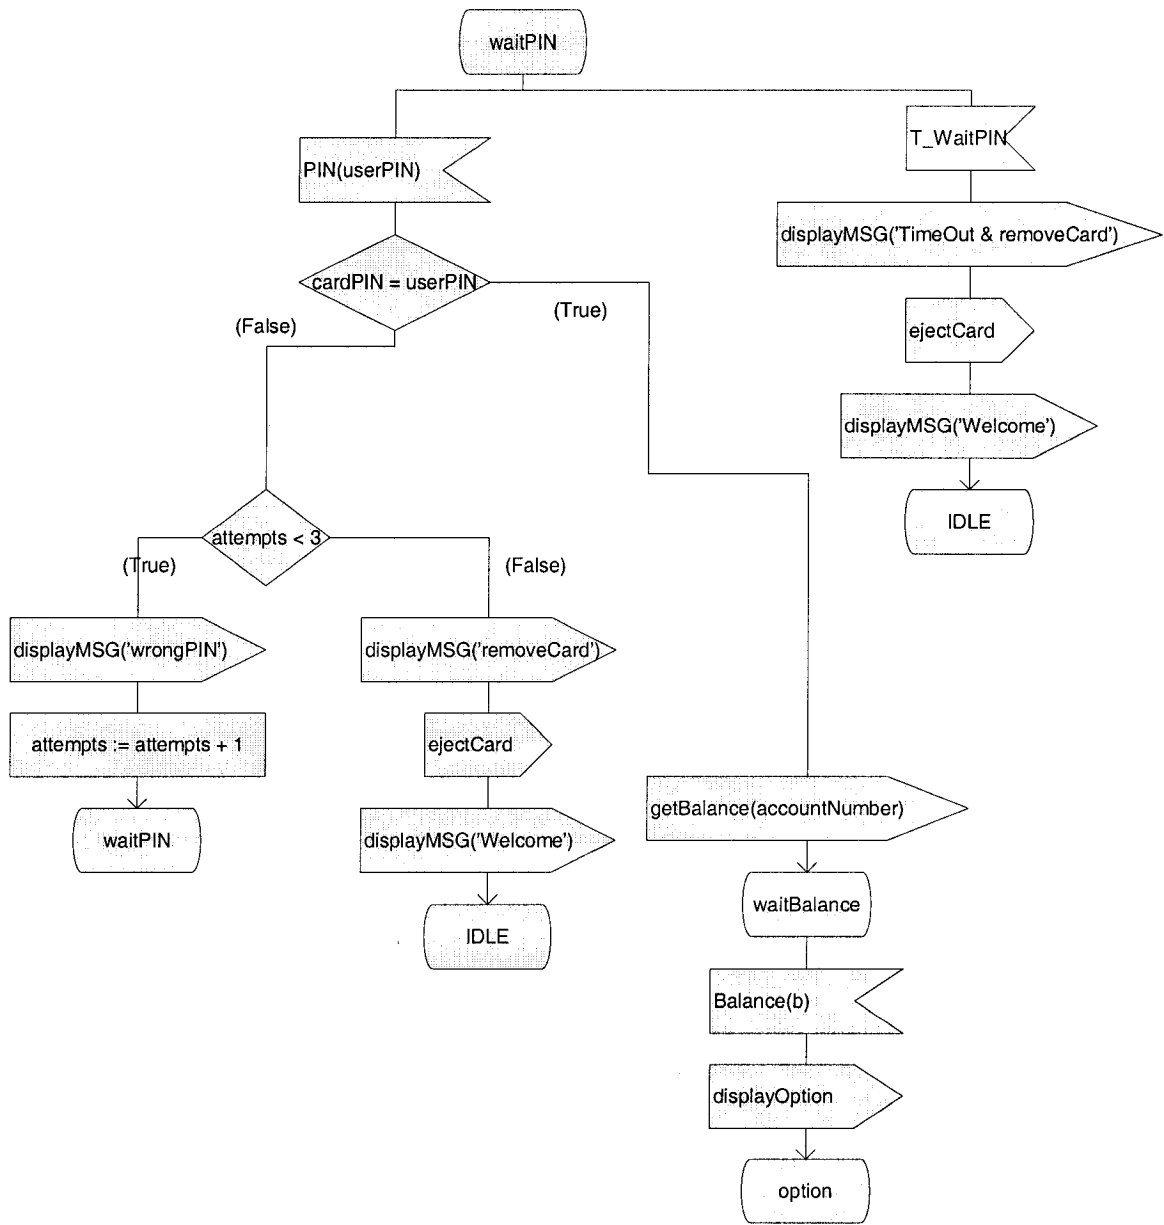 waitPIN
T_WaitPIN
PIN(userPIN)
displayMSG('TimeOut & removeCard')
cardPIN = userPIN
(False)
(True)
ejectCard
displayMSG('Welcome')
IDLE
attempts < 3
(True)
(False)
displayMSG('wrongPIN')
displayMSG('removeCard')
attempts := attempts + 1
ejectCard
getBalance(accountNumber)
waitPIN
displayMSG('Welcome')
waitBalance
IDLE
Balance(b)
displayOption
option